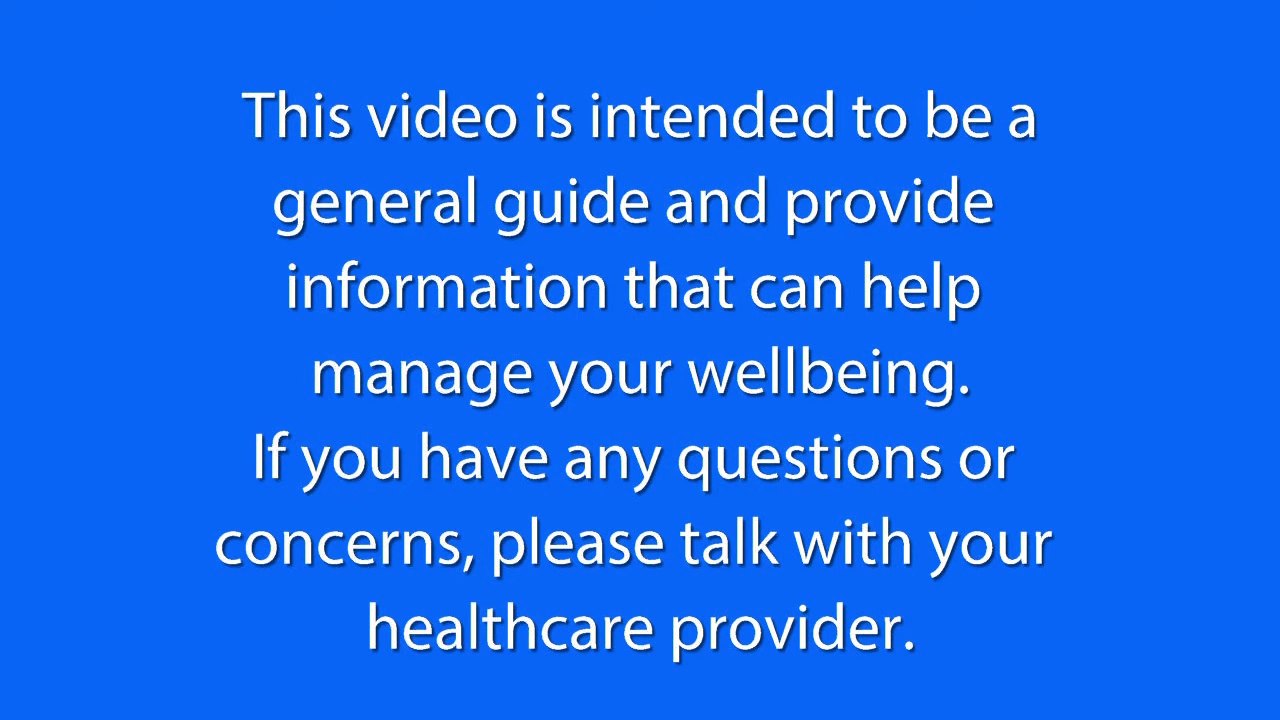 This video is intended to be a
general guide and provide
information that can help
manage your wellbeing.
If you have any questions or
concerns, please talk with your
healthcare provider.